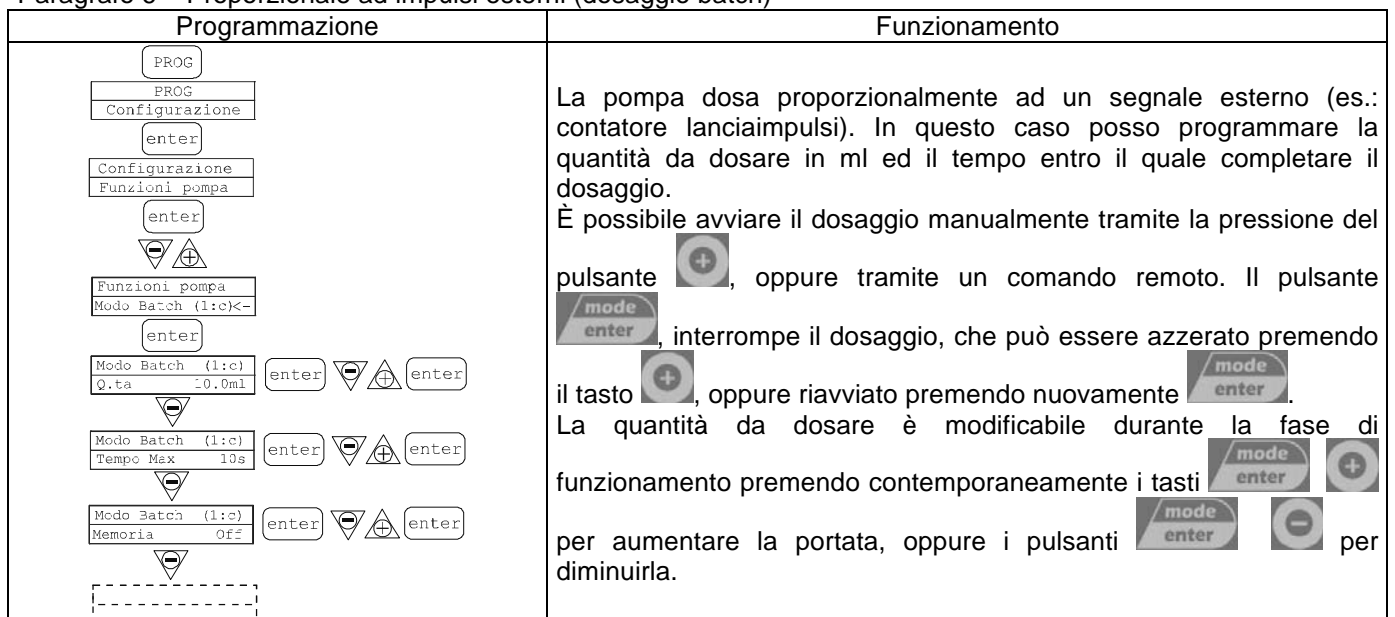 Paragrafo – Proporzionale ad impulsi esterni (dosaggio batch)
Programmazione
PROG
PROG
Configurazione
enter
Configurazione
Funzioni pompa
enter
Funzioni pompa
Modo Batch (1:c)<-
enter
Modo Batch (1:c)
Q.ta 10.0ml
enter enter
Modo Batch (1:c)
Tempo Max 10s
enter enter
Modo Batch (1:c)
Memoria Off
enter enter
Funzionamento
La pompa dosa proporzionalmente ad un segnale esterno (es.:
contatore lanciaimpulsi). In questo caso posso programmare la
quantità da dosare in ml ed il tempo entro il quale completare il
dosaggio.
È possibile avviare il dosaggio manualmente tramite la pressione del
pulsante +, oppure tramite un comando remoto. Il pulsante
mode
enter, interrompe il dosaggio, che può essere azzerato premendo
mode
il tasto +, oppure riavviato premendo nuovamente enter.
La quantità da dosare è modificabile durante la fase di
mode
funzionamento premendo contemporaneamente i tasti enter +
mode
per aumentare la portata, oppure i pulsanti enter - per
diminuirla.